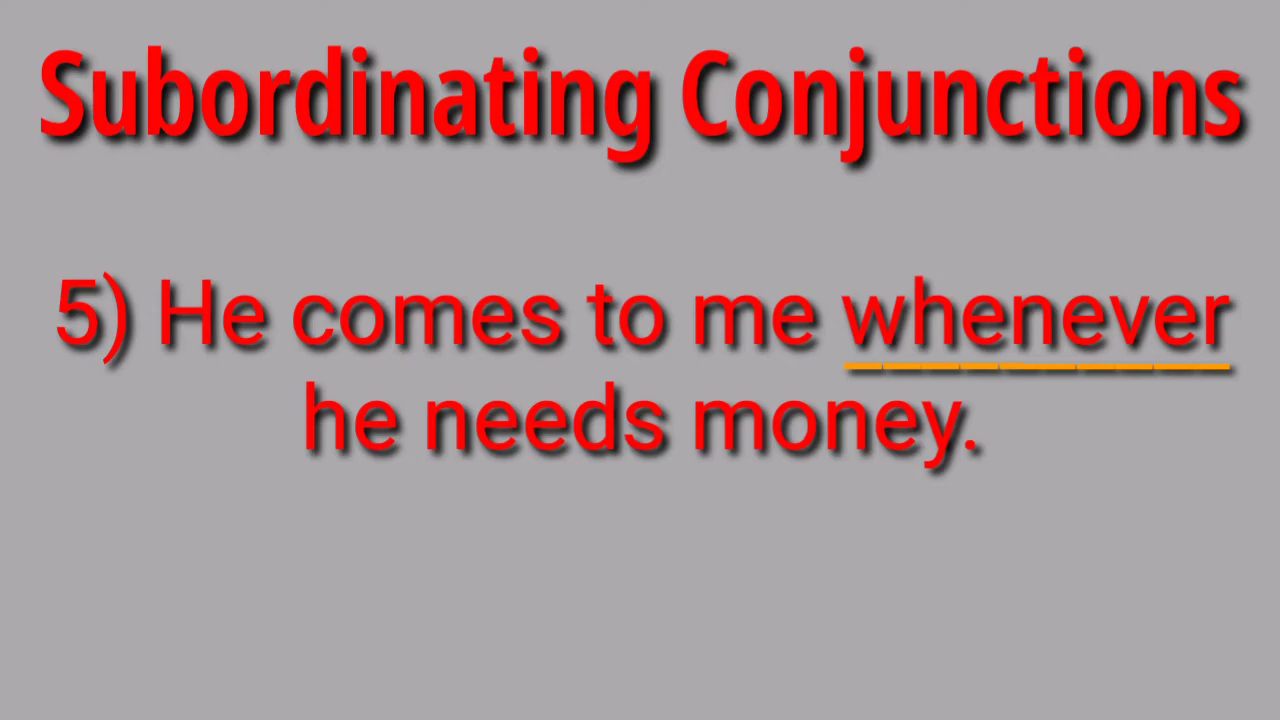 Subordinating Conjunctions
5) He comes to me whenever
he needs money.